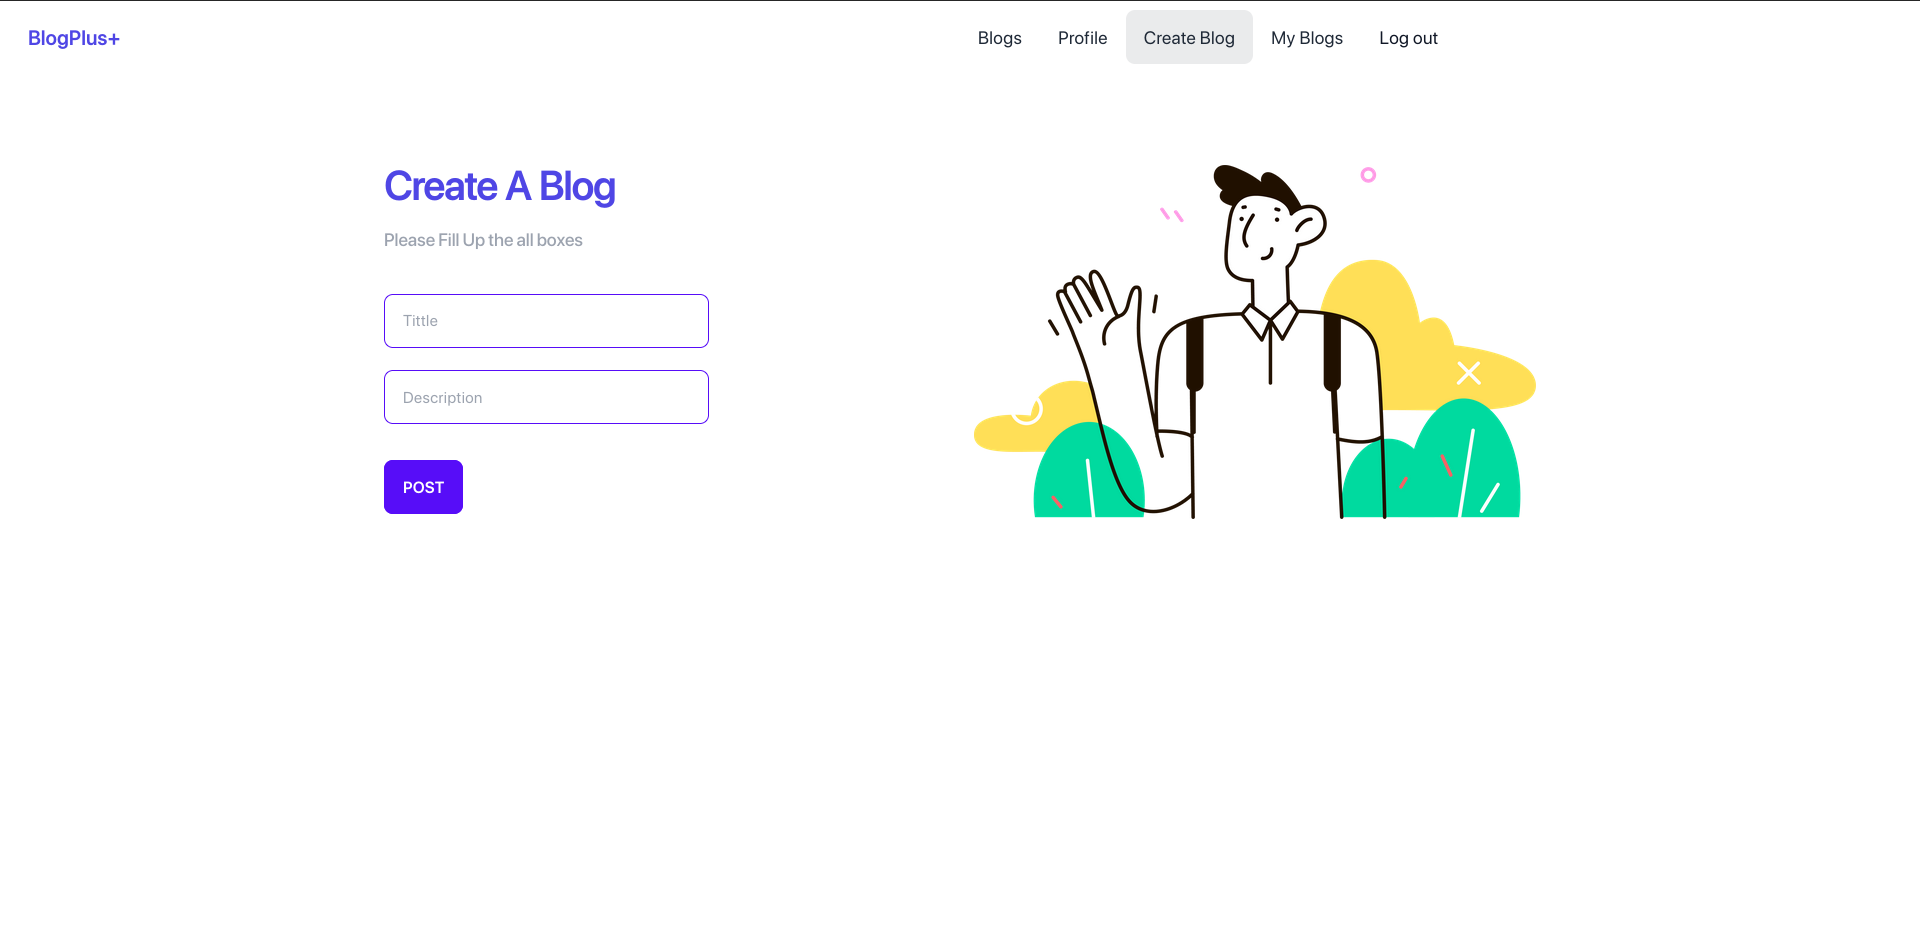 BlogPlus+
Blogs Profile Create Blog My Blogs Log out
Create A Blog
Please Fill Up the all boxes
Tittle
Description
POST